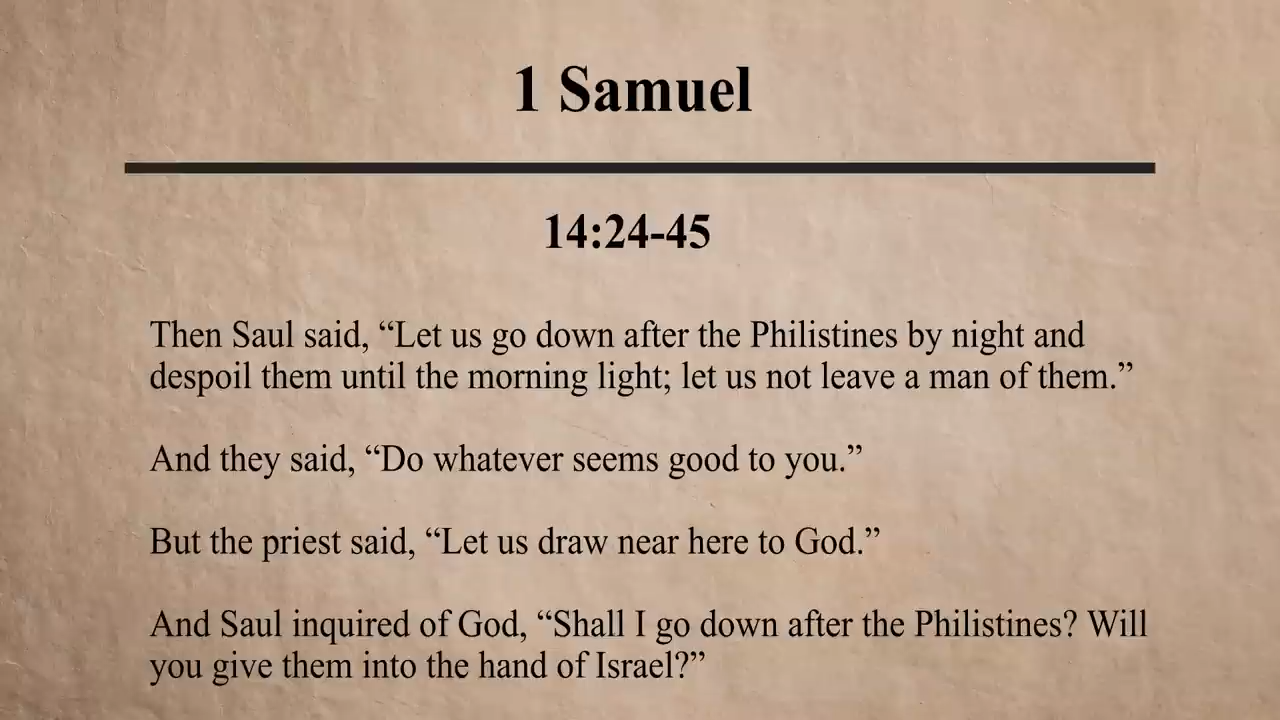 1 Samuel
14:24-45
Then Saul said, “Let us go down after the Philistines by night and
despoil them until the morning light; let us not leave a man of them.”
And they said, “Do whatever seems good to you.”
But the priest said, “Let us draw near here to God.”
And Saul inquired of God, “Shall I go down after the Philistines? Will
you give them into the hand of Israel?”